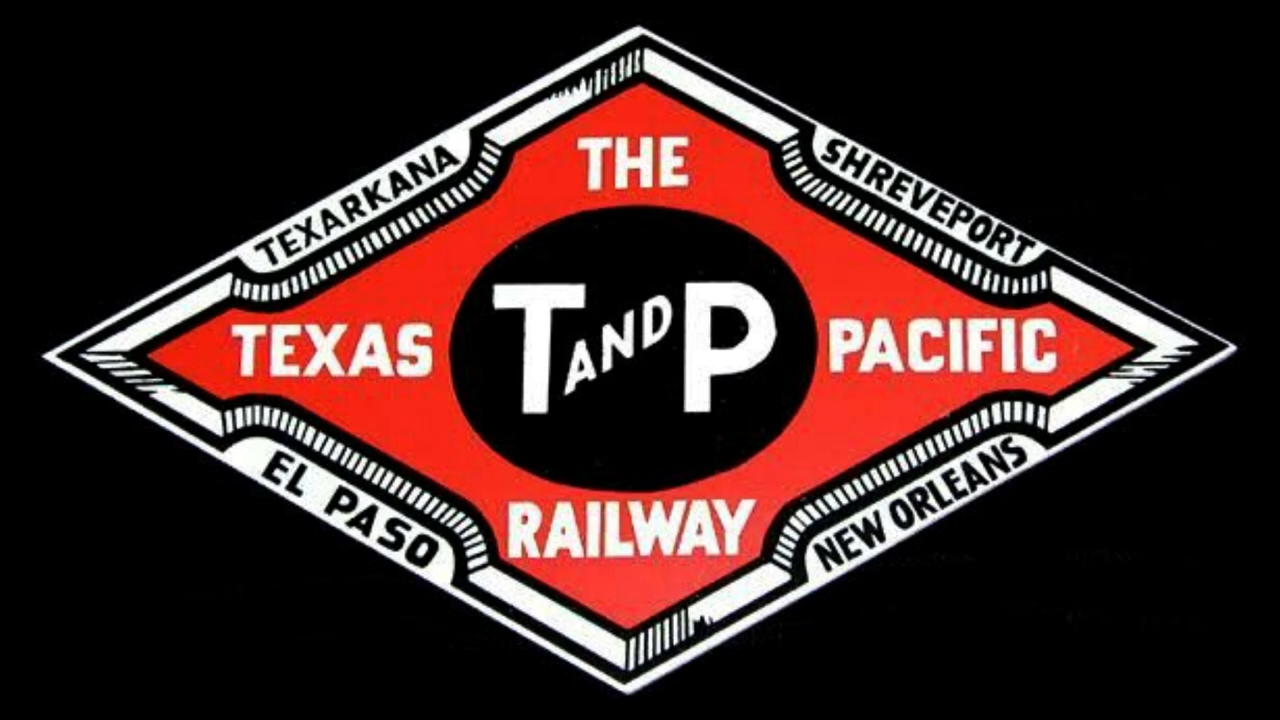 THE
TEXARKANA
SHREVEPORT
TEXAS
T AND P
PACIFIC
RAILWAY
EL PASO
NEW ORLEANS